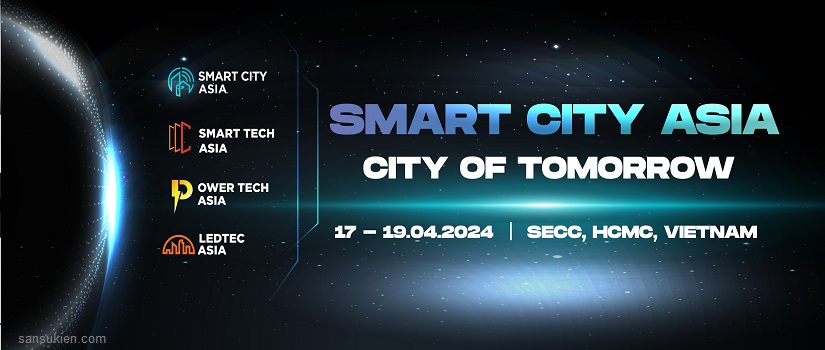 SMART CITY
ASIA
SMART TECH
ASIA
POWER TECH
ASIA
LEDTEC
ASIA
SMART CITY ASIA
CITY OF TOMORROW
17 – 19.04.2024 | SECC, HCMC, VIETNAM
sansukien.com